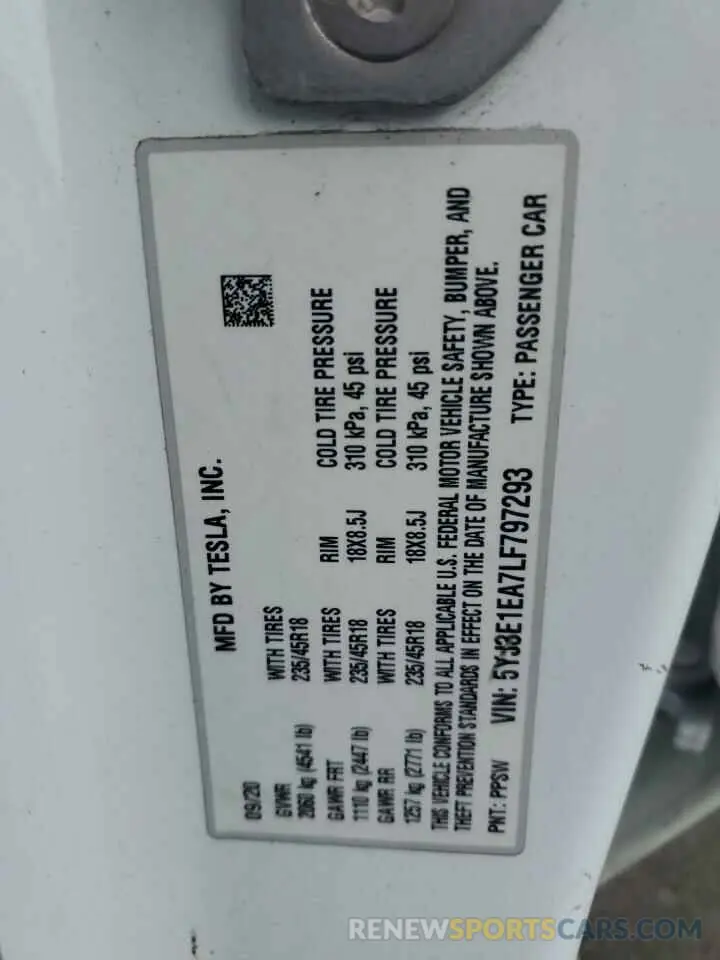 MFD BY TESLA, INC.
09/20
GVWR WITH TIRES
2060 kg (4541 lb) 235/45R18
GAWR FRT WITH TIRES RIM COLD TIRE PRESSURE
1110 kg (2447 lb) 235/45R18 18X8.5J 310 kPa, 45 psi
GAWR RR WITH TIRES RIM COLD TIRE PRESSURE
1257 kg (2771 lb) 235/45R18 18X8.5J 310 kPa, 45 psi
THIS VEHICLE CONFORMS TO ALL APPLICABLE U.S. FEDERAL MOTOR VEHICLE SAFETY, BUMPER, AND
THEFT PREVENTION STANDARDS IN EFFECT ON THE DATE OF MANUFACTURE SHOWN ABOVE.
PNT: PPSW VIN: 5YJ3E1EA7LF797293 TYPE: PASSENGER CAR
RENEWSPORTSCAR.COM